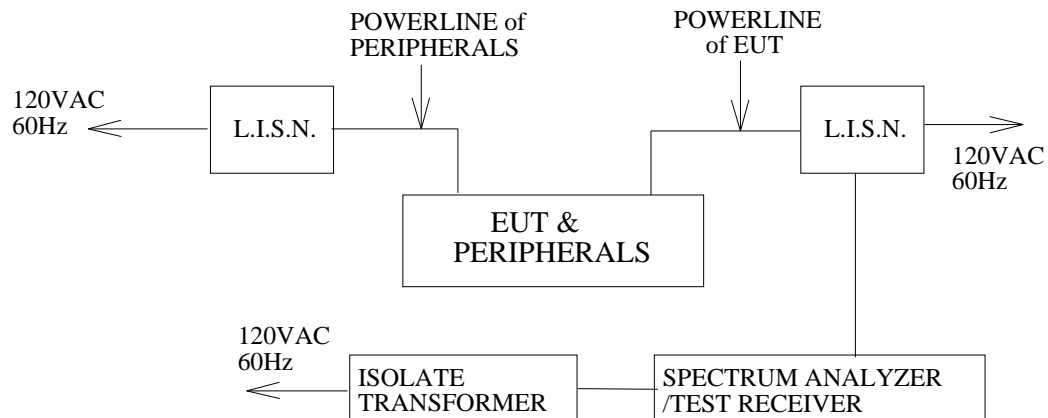 POWERLINE of
PERIPHERALS
POWERLINE
of EUT
120VAC
60Hz
L.I.S.N.
L.I.S.N.
120VAC
60Hz
EUT &
PERIPHERALS
120VAC
60Hz
ISOLATE
TRANSFORMER
SPECTRUM ANALYZER
/TEST RECEIVER